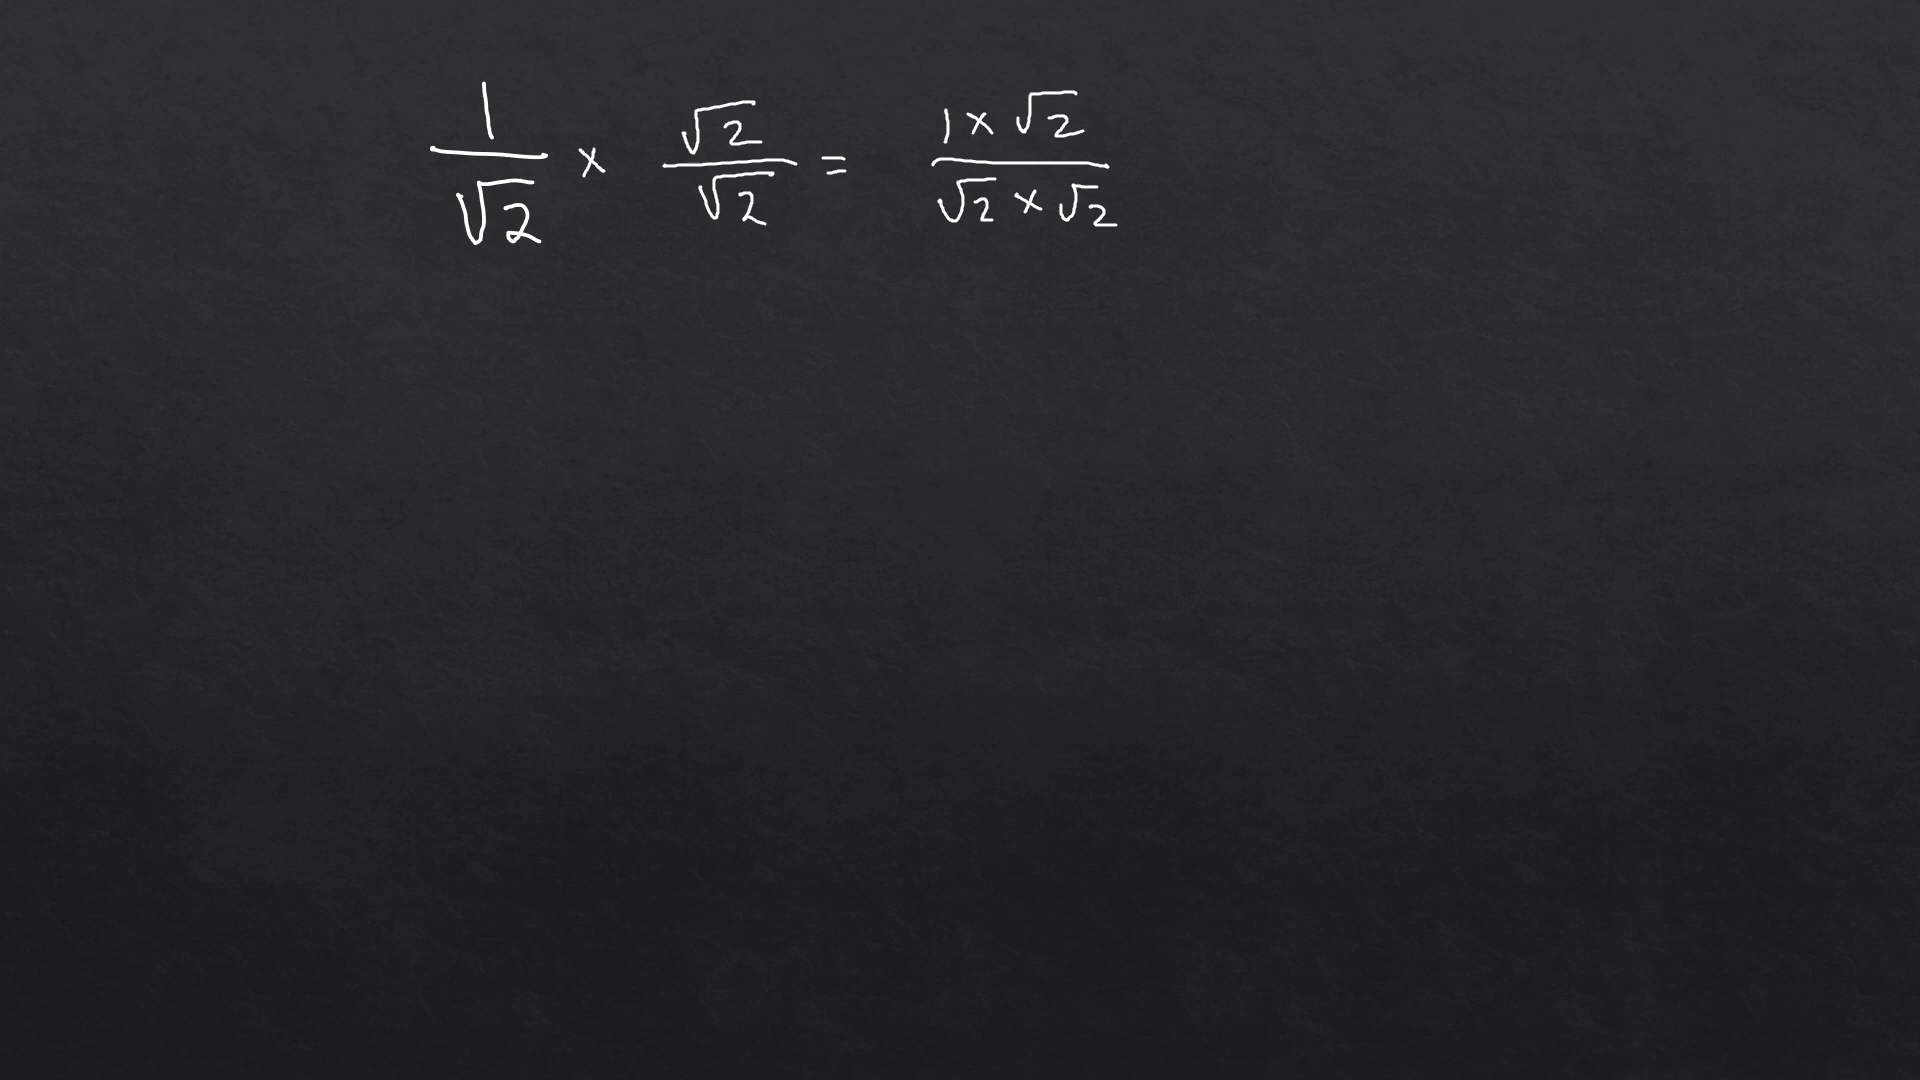 1/√2 × √2/√2 = 1 × √2/√2 × √2